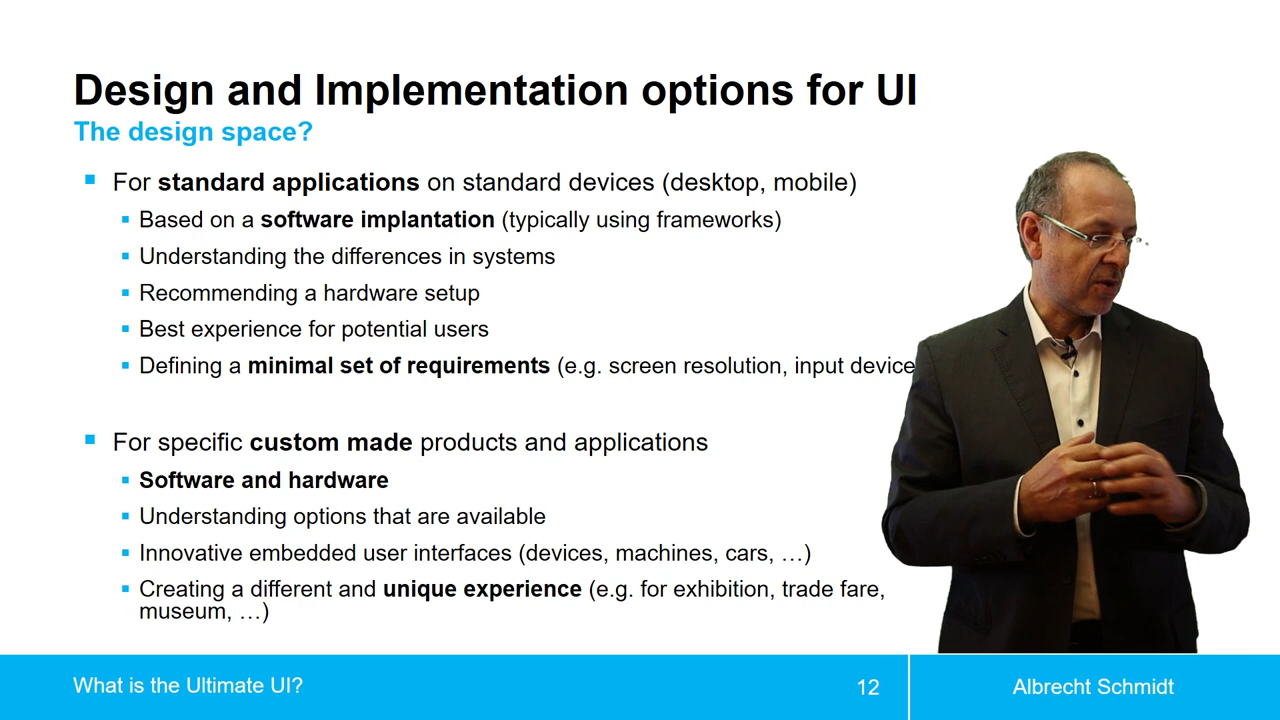 Design and Implementation options for UI
The design space?
For standard applications on standard devices (desktop, mobile)
Based on a software implantation (typically using frameworks)
Understanding the differences in systems
Recommending a hardware setup
Best experience for potential users
Defining a minimal set of requirements (e.g. screen resolution, input device
For specific custom made products and applications
Software and hardware
Understanding options that are available
Innovative embedded user interfaces (devices, machines, cars, …)
Creating a different and unique experience (e.g. for exhibition, trade fare,
museum, …)
What is the Ultimate UI?
12
Albrecht Schmidt